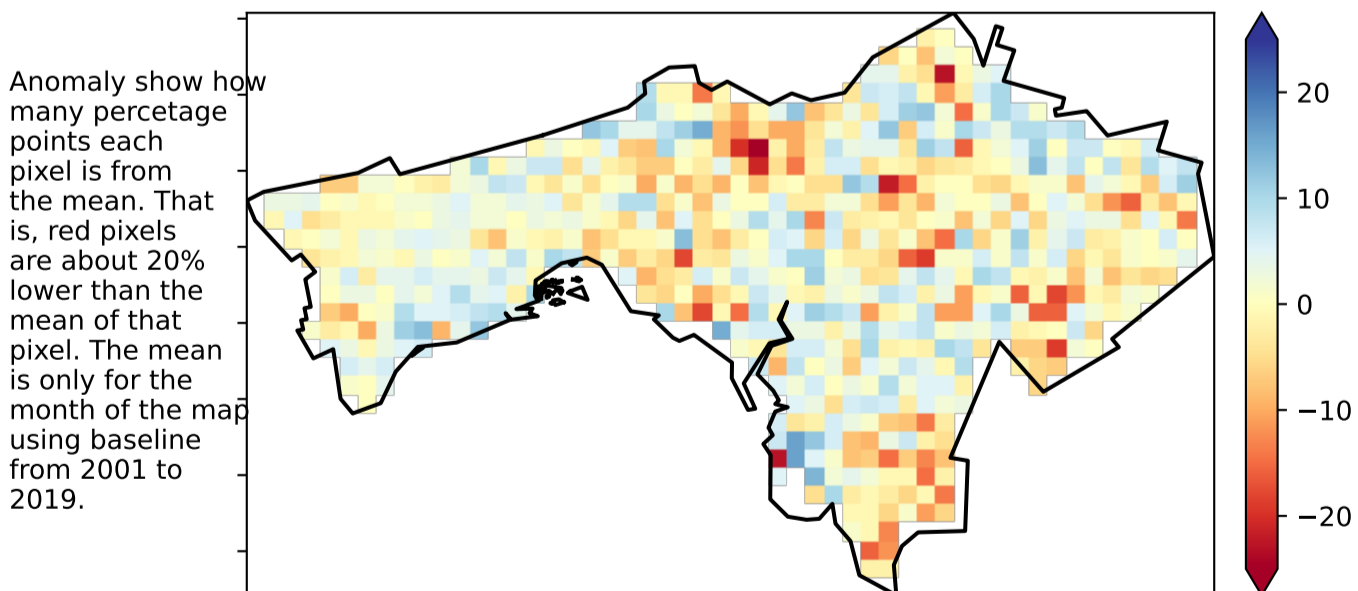 Anomaly show how
many percetage
points each
pixel is from
the mean. That
is, red pixels
are about 20%
lower than the
mean of that
pixel. The mean
is only for the
month of the map
using baseline
from 2001 to
2019.
20
10
0
−10
−20